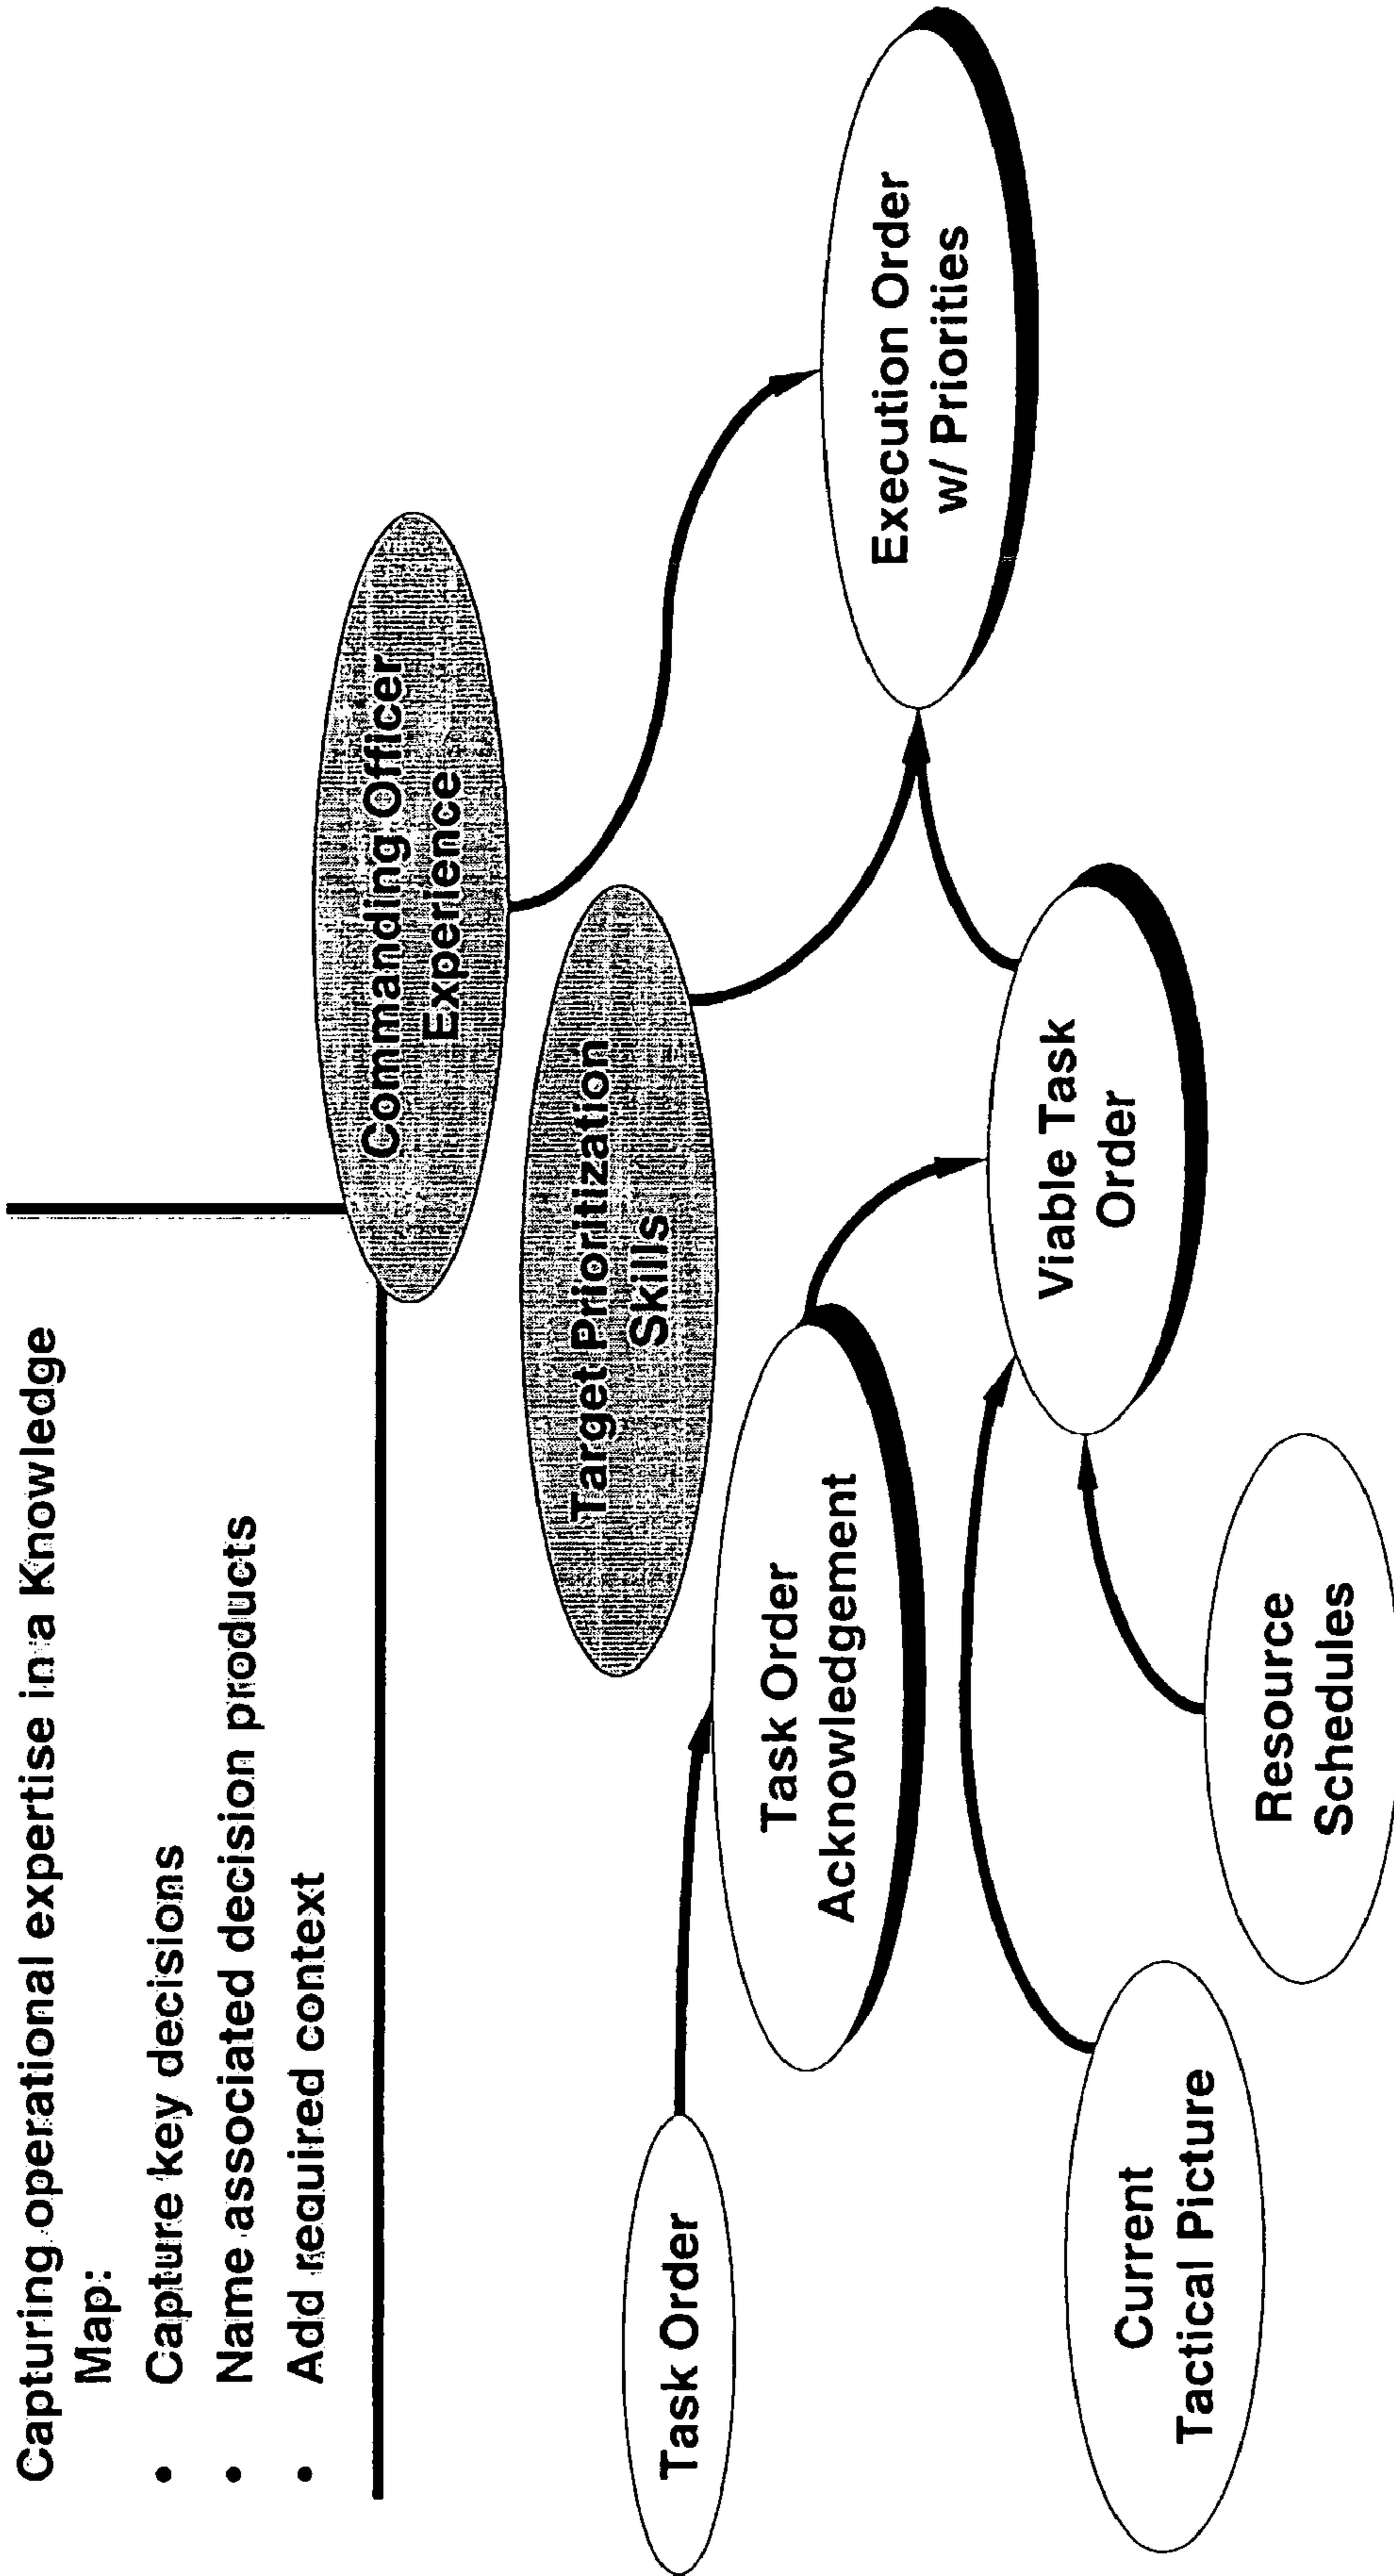 Capturing operational expertise in a Knowledge
Map:
• Capture key decisions
• Name associated decision products
• Add required context
Commanding Officer
Experience
Target Prioritization
Skills
Task Order
Task Order
Acknowledgement
Execution Order
w/ Priorities
Current
Tactical Picture
Viable Task
Order
Resource
Schedules